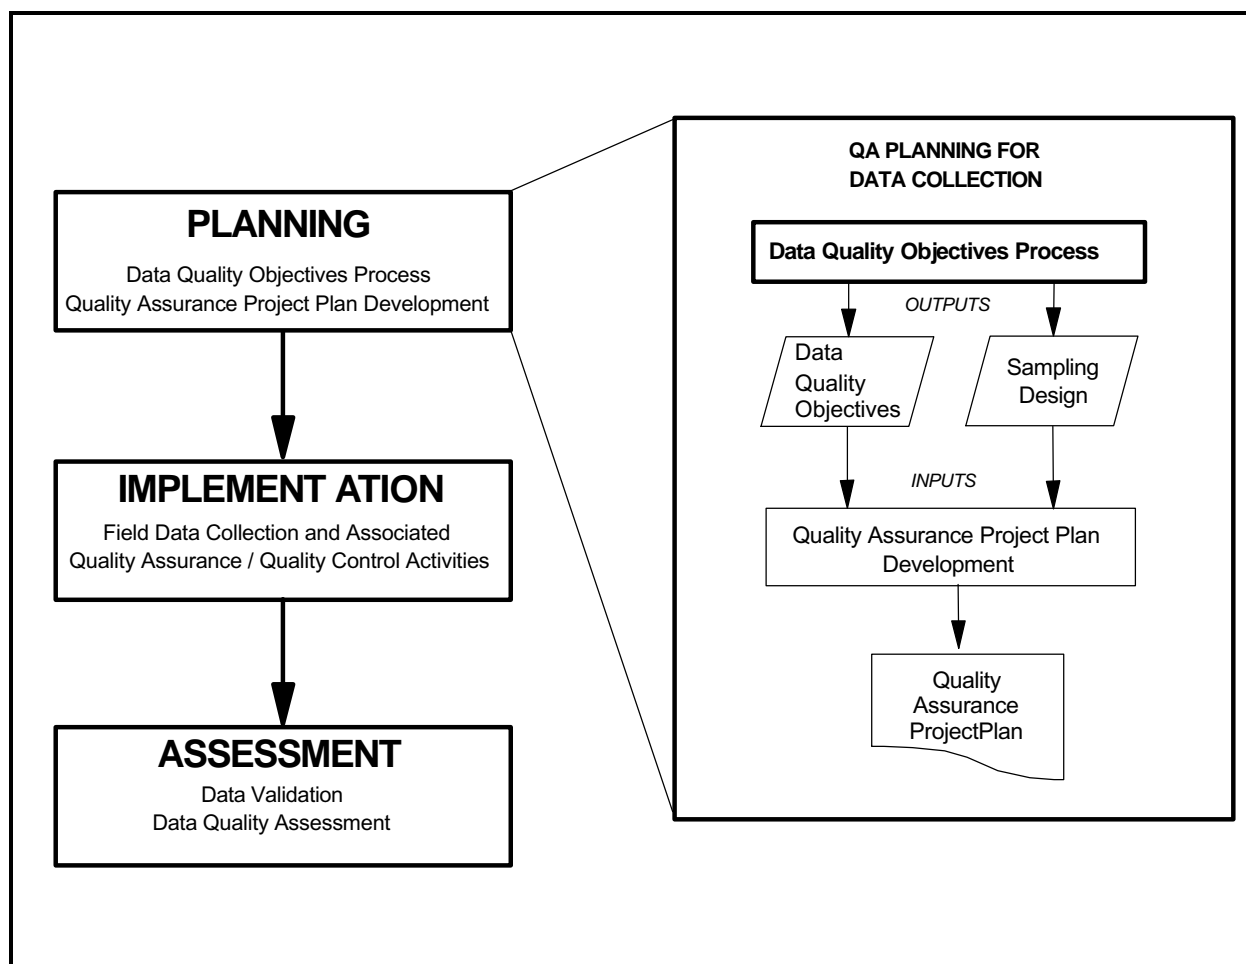 PLANNING
Data Quality Objectives Process
Quality Assurance Project Plan Development
IMPLEMENT ATION
Field Data Collection and Associated
Quality Assurance / Quality Control Activities
ASSESSMENT
Data Validation
Data Quality Assessment
QA PLANNING FOR
DATA COLLECTION
Data Quality Objectives Process
OUTPUTS
Data
Quality
Objectives
Sampling
Design
INPUTS
Quality Assurance Project Plan
Development
Quality
Assurance
ProjectPlan